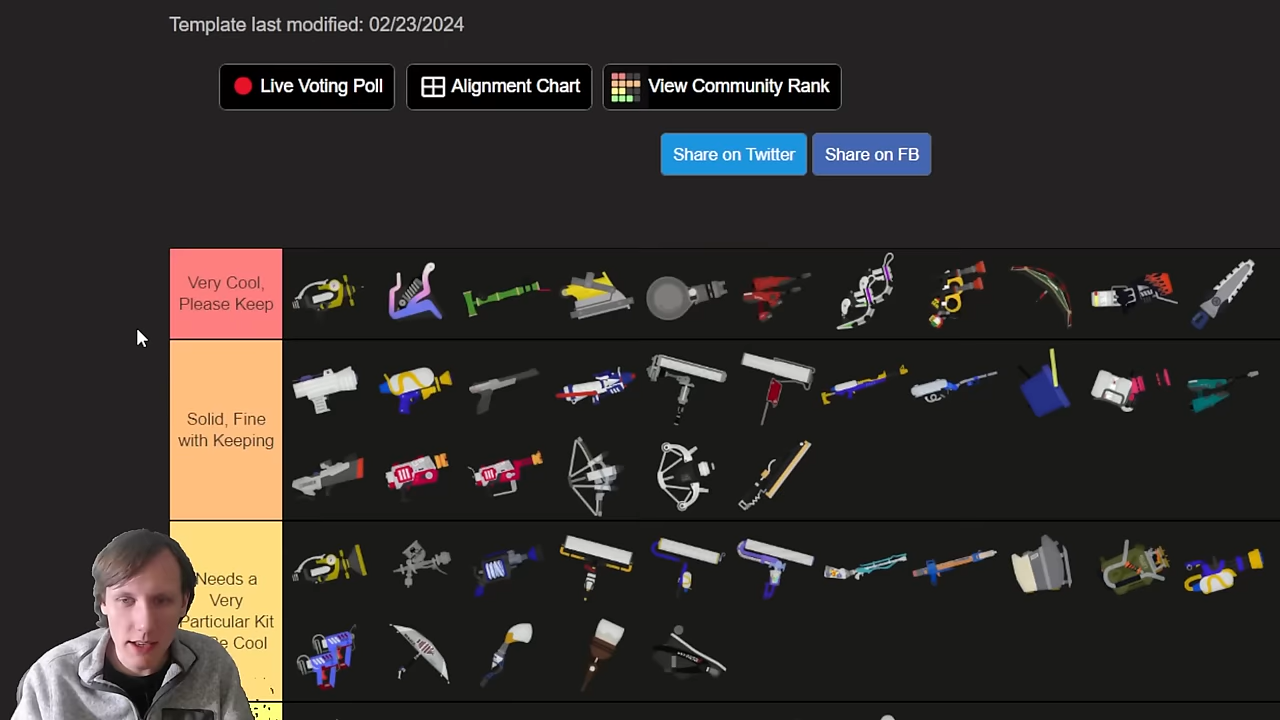 Template last modified: 02/23/2024
Live Voting Poll
Alignment Chart
View Community Rank
Share on Twitter
Share on FB
Very Cool,
Please Keep
Solid, Fine
with Keeping
Needs a
Very
Particular Kit
Cool